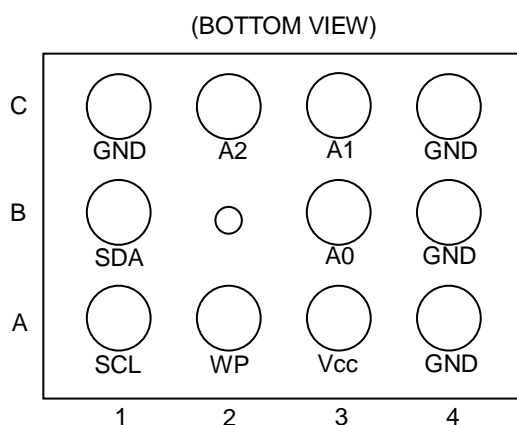 (BOTTOM VIEW)
C
GND A2 A1 GND
B
SDA A0 GND
A
SCL WP Vcc GND
1 2 3 4